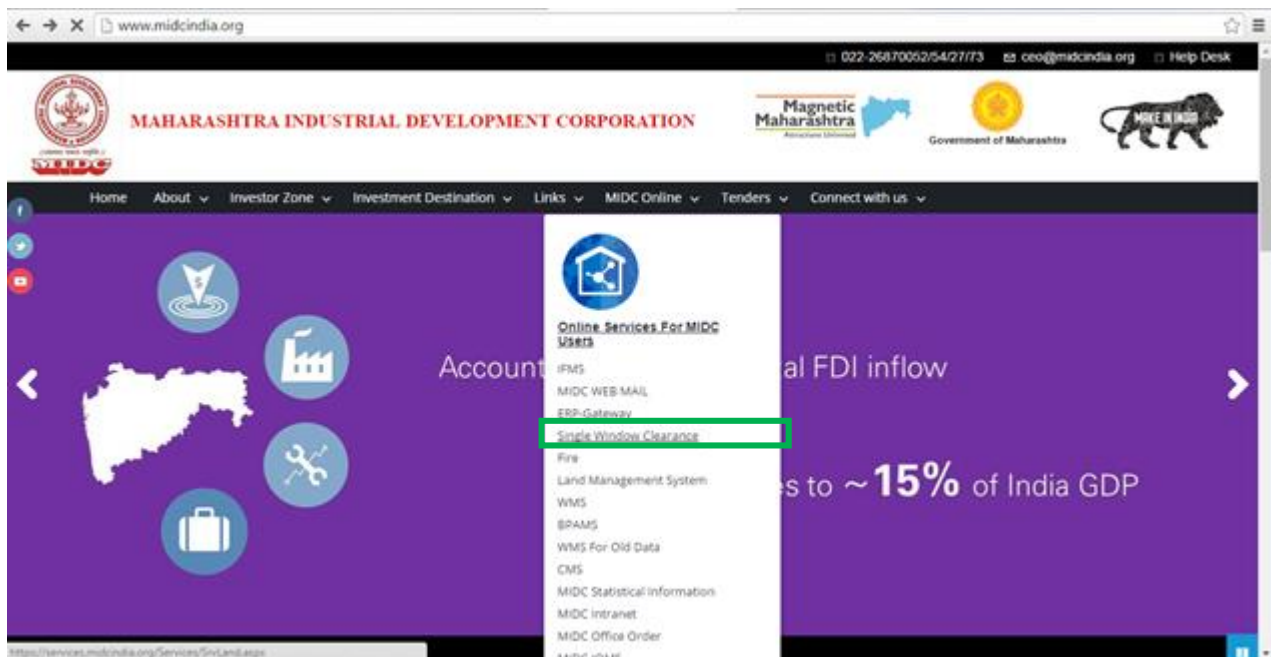 www.midcindia.org
022-26870052/54/27/73 ceo@midcindia.org Help Desk
MAHARASHTRA INDUSTRIAL DEVELOPMENT CORPORATION
Magnetic
Maharashtra
Government of Maharashtra
MAKE IN INDIA
MIDC
Home About Investor Zone Investment Destination Links MIDC Online Tenders Connect with us
Online Services For MIDC
Users
IFMS
MIDC WEB MAIL
ERP-Gateway
Single Window Clearance
Fire
Land Management System
WMS
BPAMS
WMS For Old Data
CMS
MIDC Statistical Information
MIDC Intranet
MIDC Office Order
Account al FDI inflow
s to ~15% of India GDP
https://services.midcindia.org/Services/SrvLand.aspx